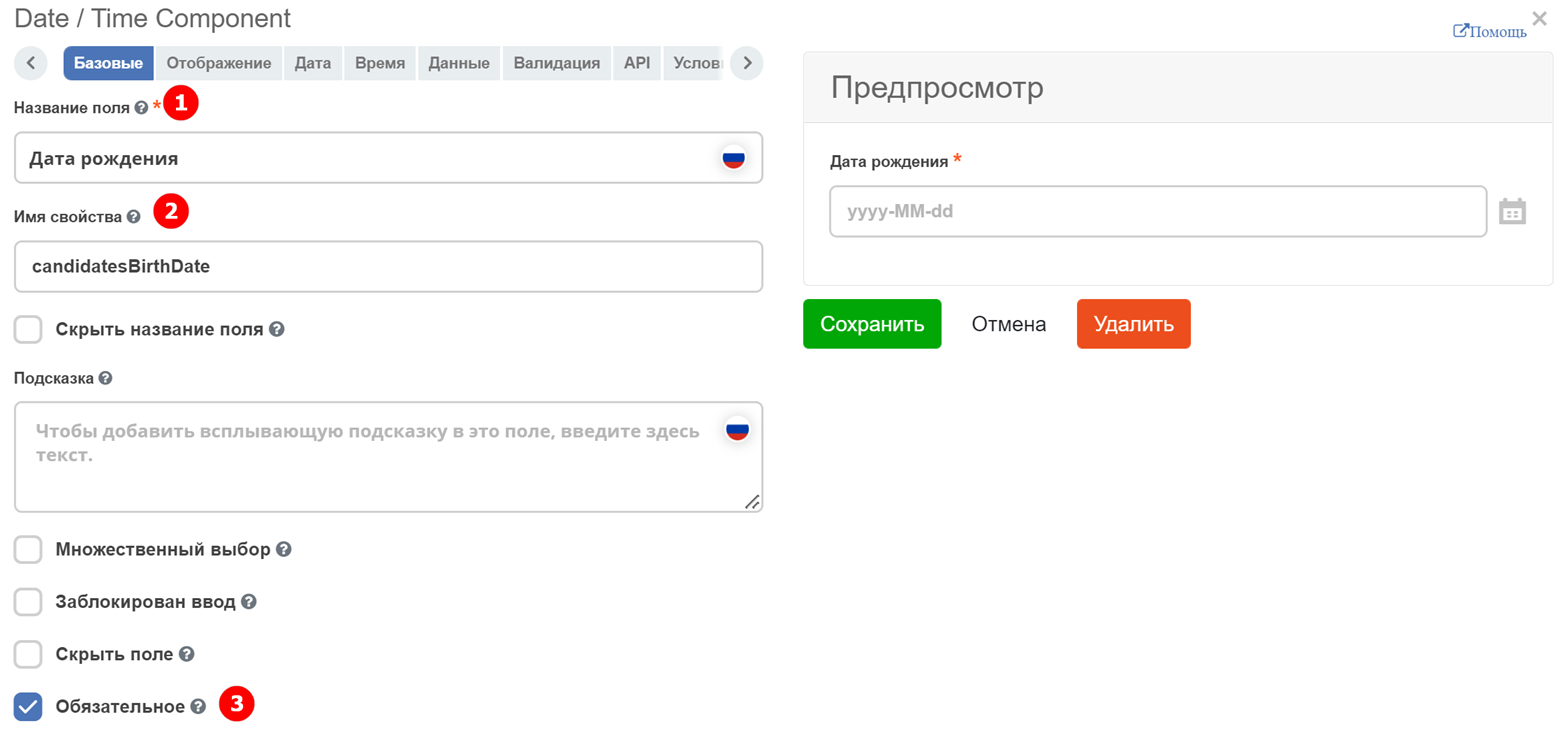 Date / Time Component
Помощь
Базовые Отображение Дата Время Данные Валидация API Услов
Название поля * 1
Дата рождения
Имя свойства 2
candidatesBirthDate
Скрыть название поля
Подсказка
Чтобы добавить всплывающую подсказку в это поле, введите здесь
текст.
Множественный выбор
Заблокирован ввод
Скрыть поле
Обязательное 3
Предпросмотр
Дата рождения *
yyyy-MM-dd
Сохранить Отмена Удалить